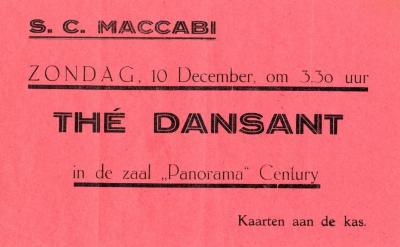 S. C. MACCABI
ZONDAG, 10 December, om 3.30 uur
THÉ DANSANT
in de zaal „Panorama“ Century
Kaarten aan de kas.